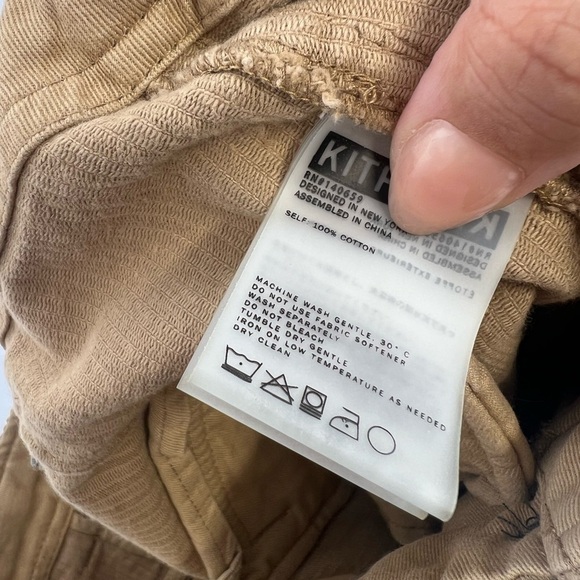 KITH
RN#140659
DESIGNED IN NEW YORK
ASSEMBLED IN CHINA
SELF: 100% COTTON
MACHINE WASH GENTLE : 30° C
DO NOT USE FABRIC SOFTENER
WASH SEPARATELY
DO NOT BLEACH
TUMBLE DRY GENTLE
IRON ON LOW TEMPERATURE AS NEEDED
DRY CLEAN